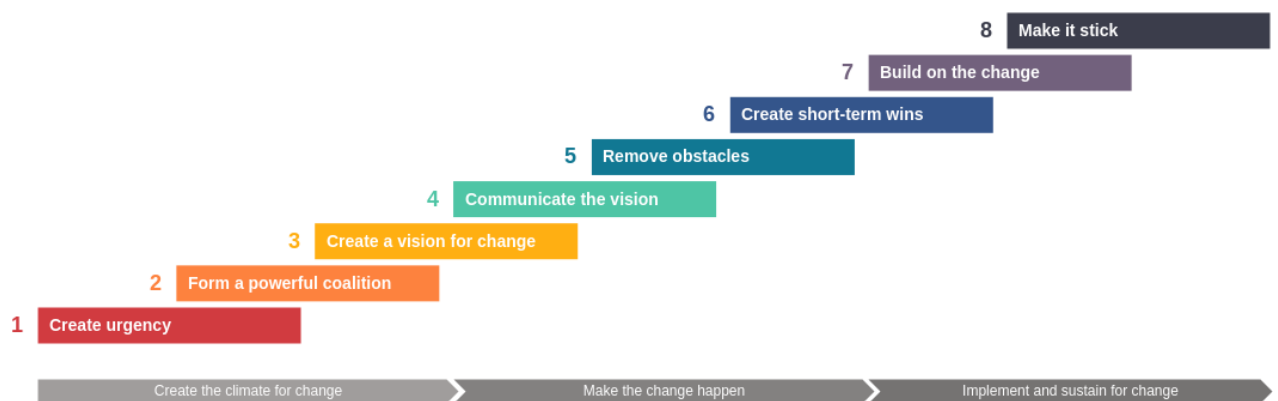 8 Make it stick
7 Build on the change
6 Create short-term wins
5 Remove obstacles
4 Communicate the vision
3 Create a vision for change
2 Form a powerful coalition
1 Create urgency
Create the climate for change
Make the change happen
Implement and sustain for change